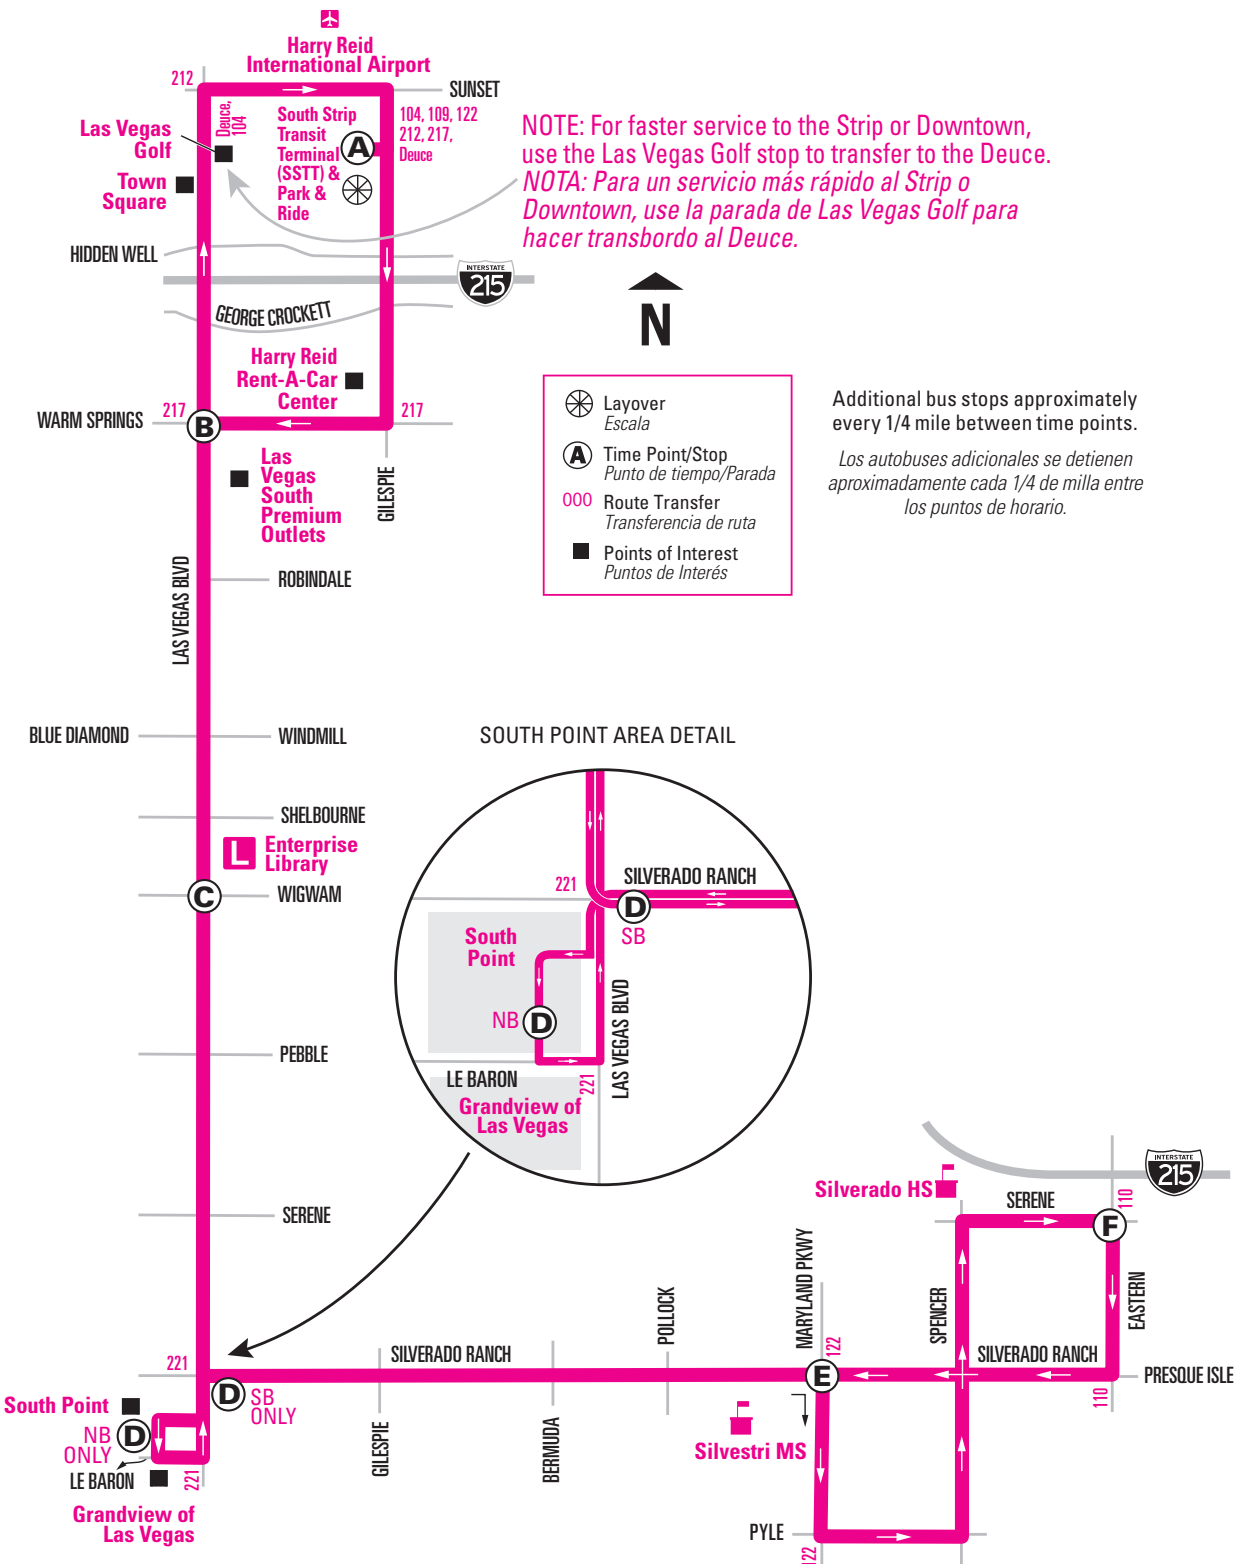 Harry Reid
International Airport
212
SUNSET
Deuce,
104
South Strip
Transit
Terminal
(SSTT) &
Park &
Ride
A
104, 109, 122
212, 217,
Deuce
Las Vegas
Golf
Town
Square
NOTE: For faster service to the Strip or Downtown,
use the Las Vegas Golf stop to transfer to the Deuce.
NOTA: Para un servicio más rápido al Strip o
Downtown, use la parada de Las Vegas Golf para
hacer transbordo al Deuce.
HIDDEN WELL
INTERSTATE
215
GEORGE CROCKETT
N
Harry Reid
Rent-A-Car
Center
WARM SPRINGS
217
B
217
Las
Vegas
South
Premium
Outlets
GILESPIE
Layover
Escala
A
Time Point/Stop
Punto de tiempo/Parada
000
Route Transfer
Transferencia de ruta
Points of Interest
Puntos de Interés
Additional bus stops approximately
every 1/4 mile between time points.
Los autobuses adicionales se detienen
aproximadamente cada 1/4 de milla entre
los puntos de horario.
LAS VEGAS BLVD
ROBINDALE
BLUE DIAMOND
WINDMILL
SHELBOURNE
L
Enterprise
Library
C
WIGWAM
PEBBLE
SERENE
SOUTH POINT AREA DETAIL
221
SILVERADO RANCH
D
SB
South
Point
NB
D
LAS VEGAS BLVD
LE BARON
221
Grandview of
Las Vegas
INTERSTATE
215
Silverado HS
SERENE
110
F
MARYLAND PKWY
SPENCER
EASTERN
POLLOCK
122
221
SILVERADO RANCH
SILVERADO RANCH
E
PRESQUE ISLE
110
D
SB
ONLY
South Point
NB
ONLY
D
LE BARON
221
Grandview of
Las Vegas
GILESPIE
BERMUDA
Silvestri MS
PYLE
122